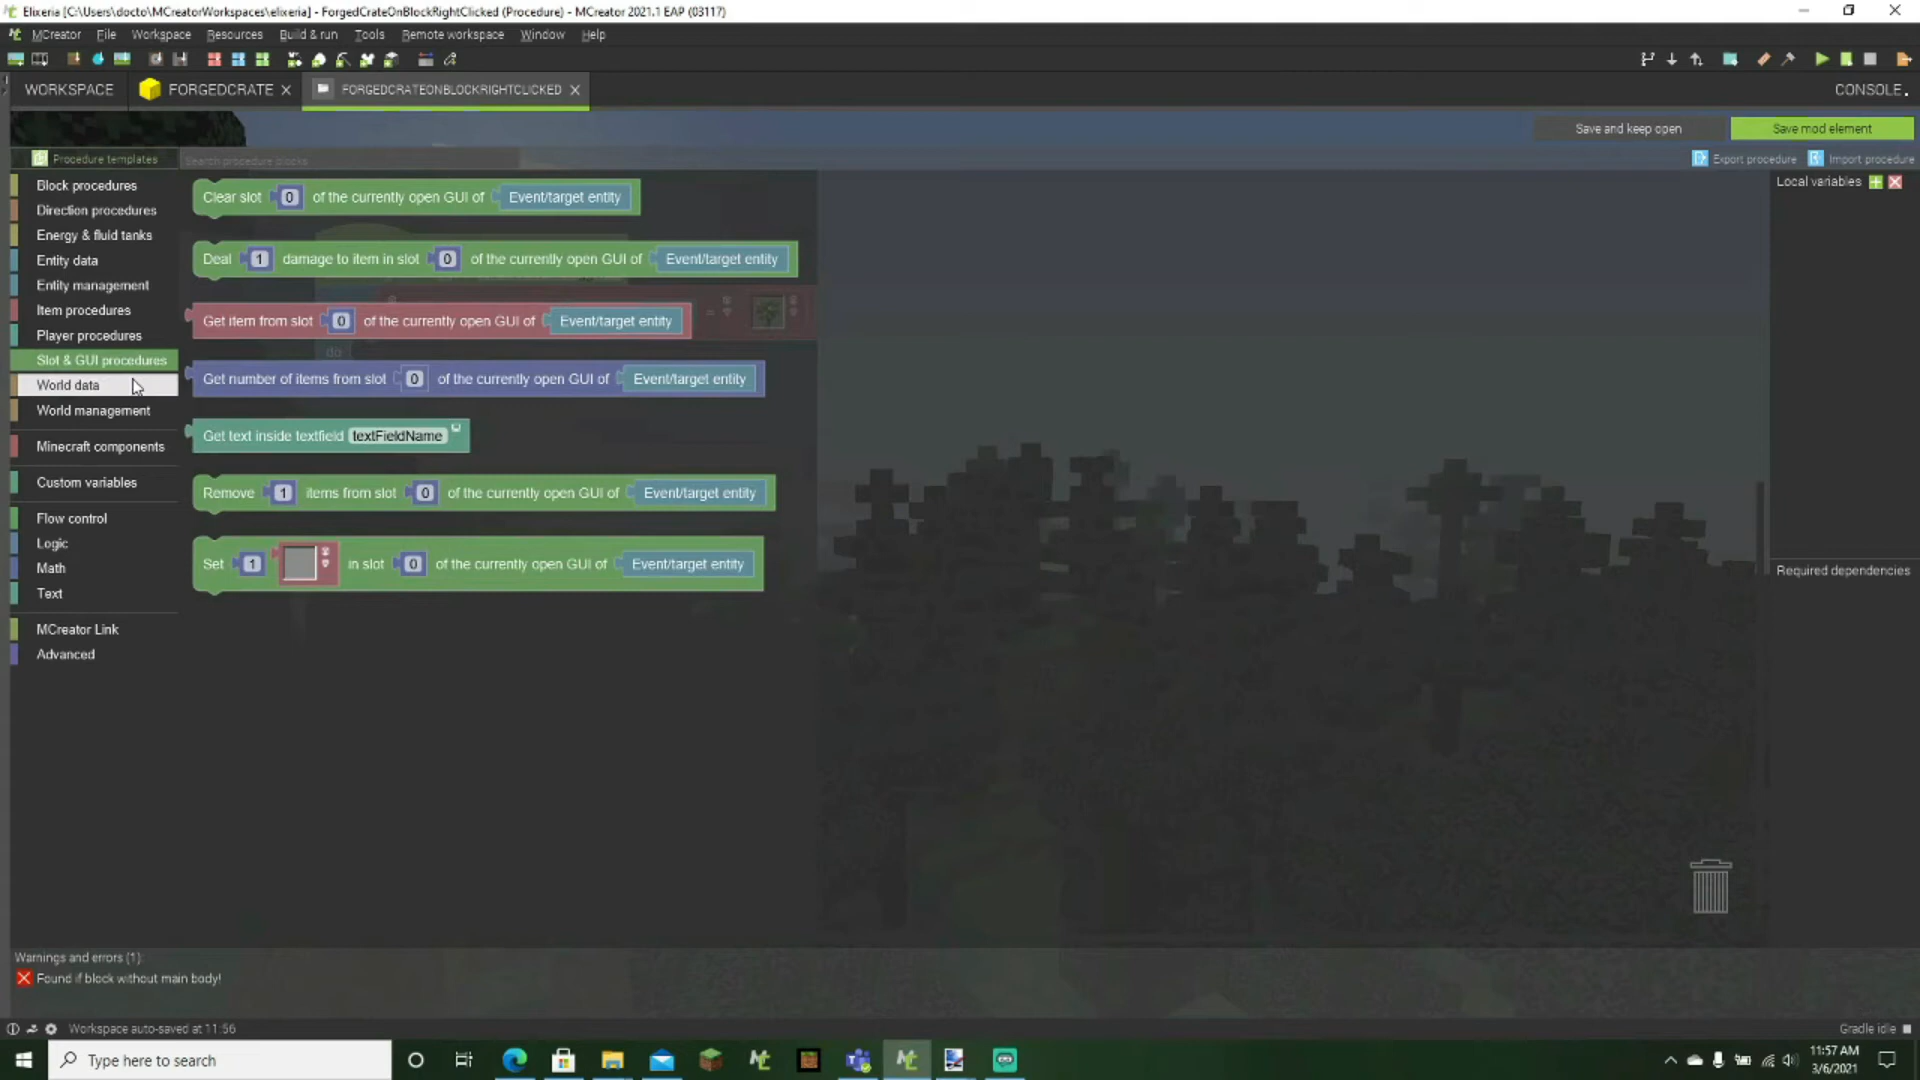 Elixeria [C:\Users\docto\MCreatorWorkspaces\elixeria] - ForgedCrateOnBlockRightClicked (Procedure) - MCreator 2021.1 EAP (03117)
MCreator File Workspace Resources Build & run Tools Remote workspace Window Help
WORKSPACE FORGEDCRATE FORGEDCRATEONBLOCKRIGHTCLICKED CONSOLE
Save and keep open Save mod element
Procedure templates Search procedure blocks Export procedure Import procedure
Local variables
Block procedures
Direction procedures
Energy & fluid tanks
Entity data
Entity management
Item procedures
Player procedures
Slot & GUI procedures
World data
World management
Minecraft components
Custom variables
Flow control
Logic
Math
Text
MCreator Link
Advanced
Clear slot 0 of the currently open GUI of Event/target entity
Deal 1 damage to item in slot 0 of the currently open GUI of Event/target entity
Get item from slot 0 of the currently open GUI of Event/target entity
=
do
Get number of items from slot 0 of the currently open GUI of Event/target entity
Get text inside textfield textFieldName
Remove 1 items from slot 0 of the currently open GUI of Event/target entity
Set 1 in slot 0 of the currently open GUI of Event/target entity
Required dependencies
Warnings and errors (1):
Found if block without main body!
Workspace auto-saved at 11:56 Gradle idle
Type here to search
11:57 AM
3/6/2021